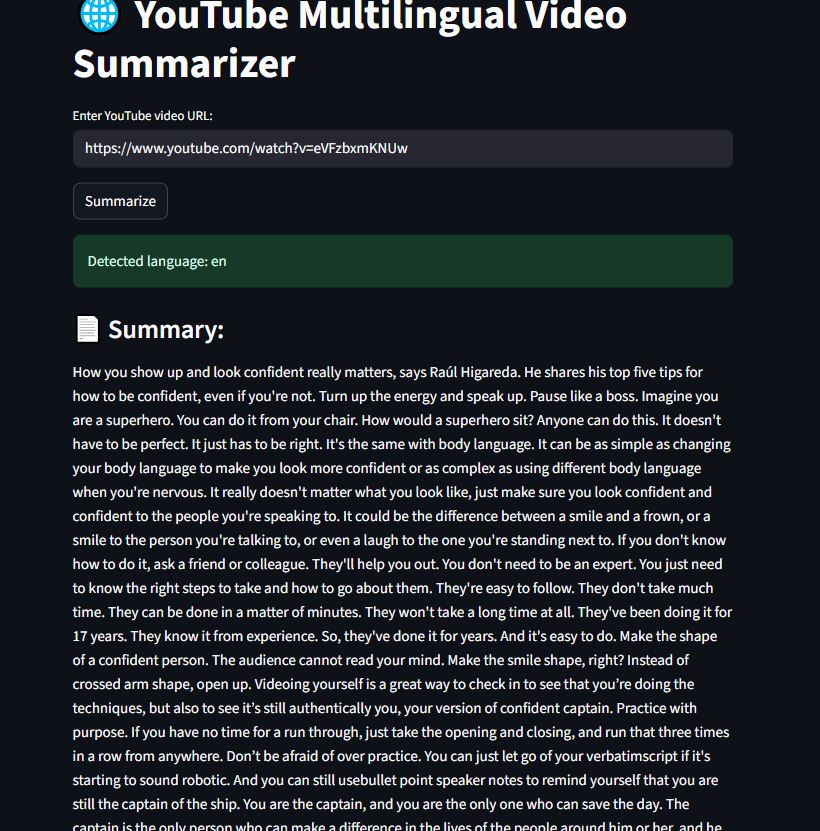 🌐 YouTube Multilingual Video
Summarizer
Enter YouTube video URL:
https://www.youtube.com/watch?v=eVFzbxmKNUw
Summarize
Detected language: en
📄 Summary:
How you show up and look confident really matters, says Raúl Higareda. He shares his top five tips for
how to be confident, even if you're not. Turn up the energy and speak up. Pause like a boss. Imagine you
are a superhero. You can do it from your chair. How would a superhero sit? Anyone can do this. It doesn't
have to be perfect. It just has to be right. It's the same with body language. It can be as simple as changing
your body language to make you look more confident or as complex as using different body language
when you're nervous. It really doesn't matter what you look like, just make sure you look confident and
confident to the people you're speaking to. It could be the difference between a smile and a frown, or a
smile to the person you're talking to, or even a laugh to the one you're standing next to. If you don't know
how to do it, ask a friend or colleague. They'll help you out. You don't need to be an expert. You just need
to know the right steps to take and how to go about them. They're easy to follow. They don't take much
time. They can be done in a matter of minutes. They won't take a long time at all. They've been doing it for
17 years. They know it from experience. So, they've done it for years. And it's easy to do. Make the shape
of a confident person. The audience cannot read your mind. Make the smile shape, right? Instead of
crossed arm shape, open up. Videoing yourself is a great way to check in to see that you’re doing the
techniques, but also to see it’s still authentically you, your version of confident captain. Practice with
purpose. If you have no time for a run through, just take the opening and closing, and run that three times
in a row from anywhere. Don’t be afraid of over practice. You can just let go of your verbatimscript if it's
starting to sound robotic. And you can still usebullet point speaker notes to remind yourself that you are
still the captain of the ship. You are the captain, and you are the only one who can save the day. The
captain is the only person who can make a difference in the lives of the people around him or her, and he